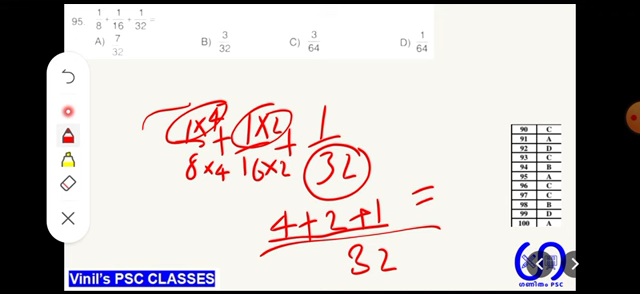 95. 1/8 + 1/16 + 1/32 =
A) 7/32 B) 3/32 C) 3/64 D) 1/64
1×4/8×4 + 1×2/16×2 + 1/32
= 4+2+1/32
90 C
91 A
92 D
93 C
94 B
95 A
96 C
97 C
98 B
99 D
100 A
Vinil's PSC CLASSES
ഗണിതം PSC